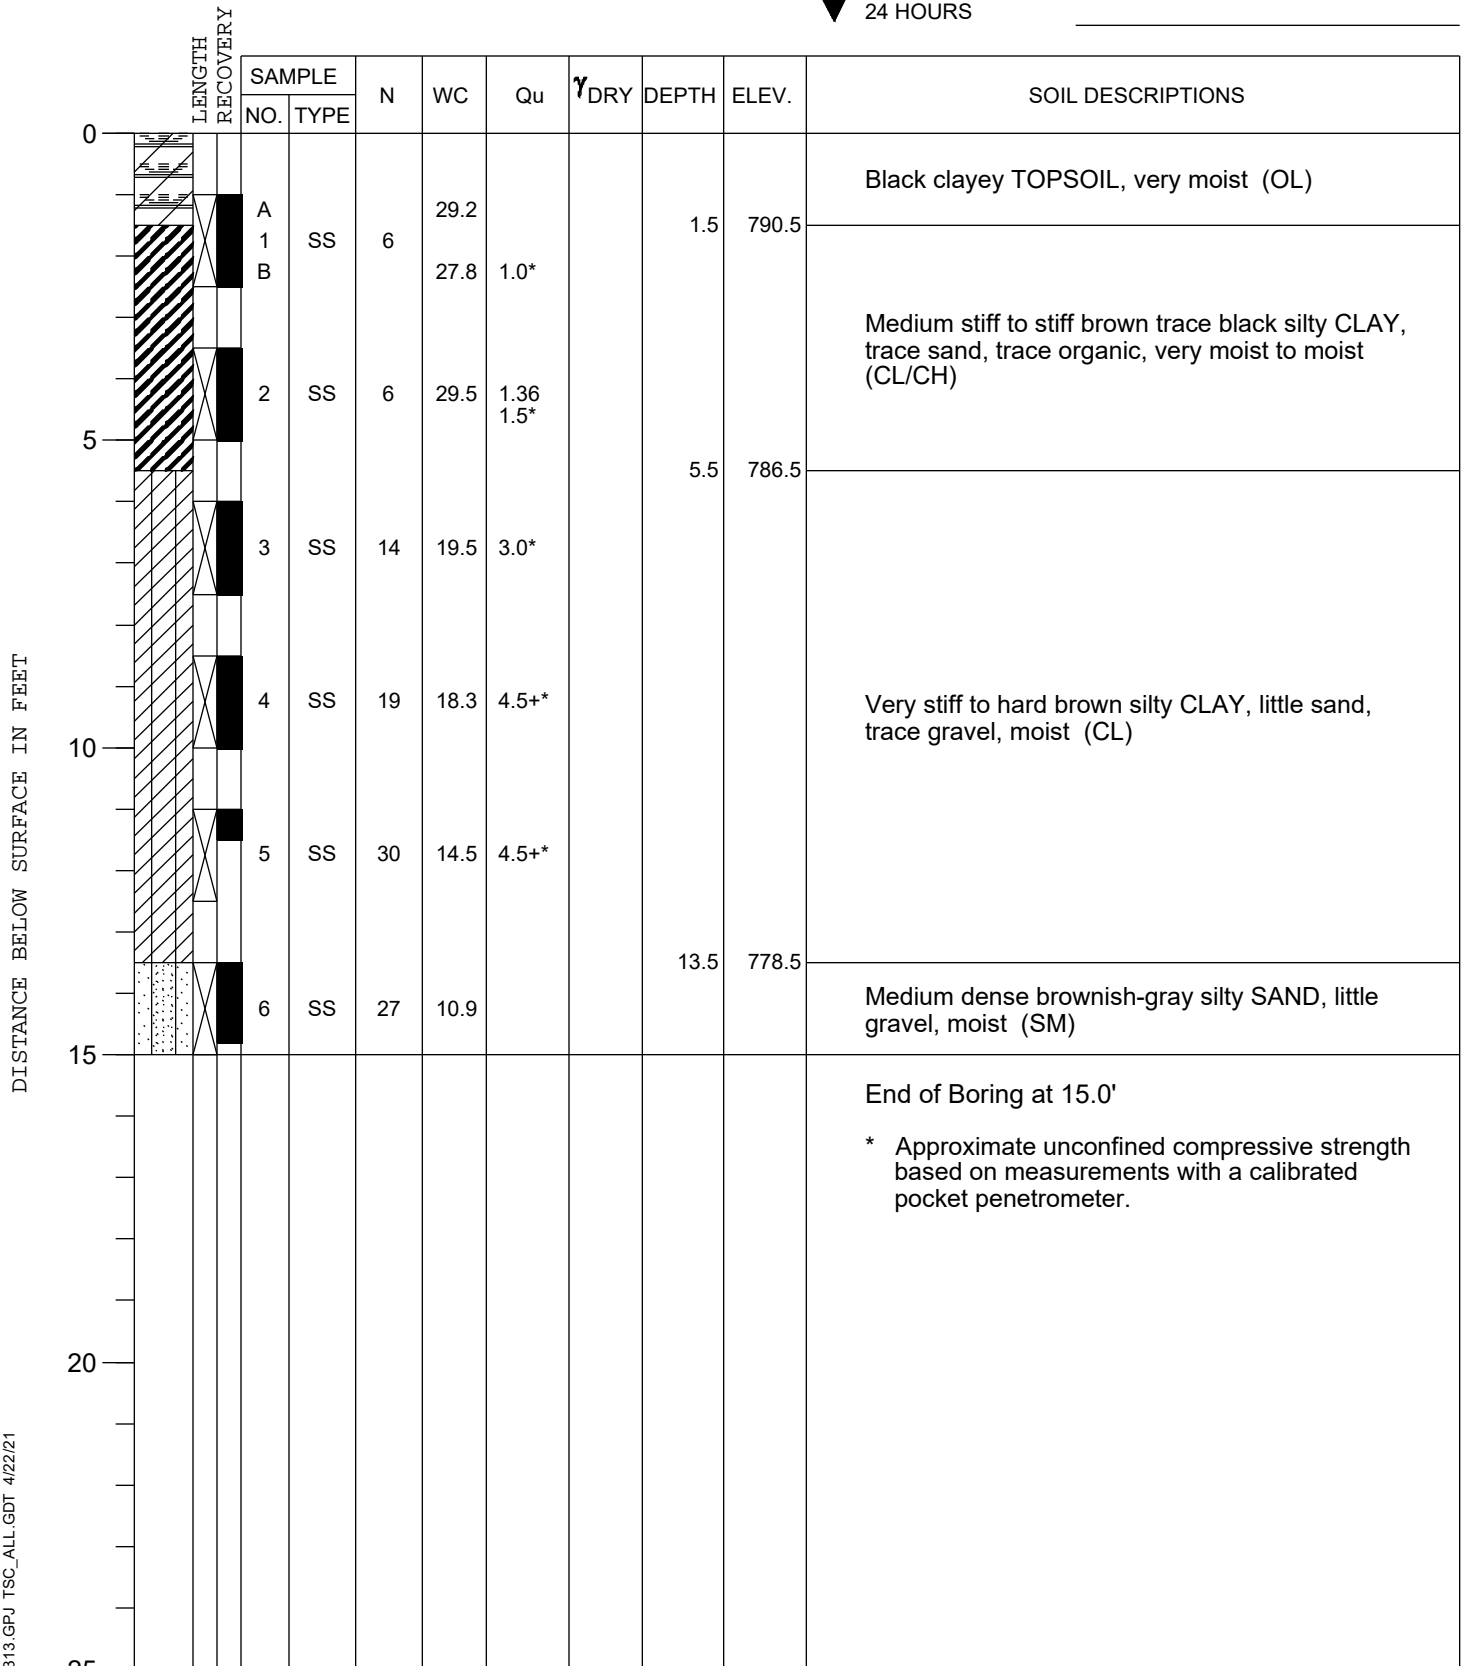 24 HOURS
LENGTH
RECOVERY
SAMPLE
NO. TYPE N WC Qu γDRY DEPTH ELEV. SOIL DESCRIPTIONS
0
Black clayey TOPSOIL, very moist (OL)
A 29.2
1.5 790.5
1 SS 6
B 27.8 1.0*
Medium stiff to stiff brown trace black silty CLAY,
trace sand, trace organic, very moist to moist
(CL/CH)
2 SS 6 29.5 1.36
1.5*
5
5.5 786.5
3 SS 14 19.5 3.0*
4 SS 19 18.3 4.5+*
Very stiff to hard brown silty CLAY, little sand,
trace gravel, moist (CL)
10
5 SS 30 14.5 4.5+*
13.5 778.5
Medium dense brownish-gray silty SAND, little
gravel, moist (SM)
6 SS 27 10.9
15
End of Boring at 15.0'
* Approximate unconfined compressive strength
based on measurements with a calibrated
pocket penetrometer.
20
DISTANCE BELOW SURFACE IN FEET
313.GPJ TSC_ALL.GDT 4/22/21